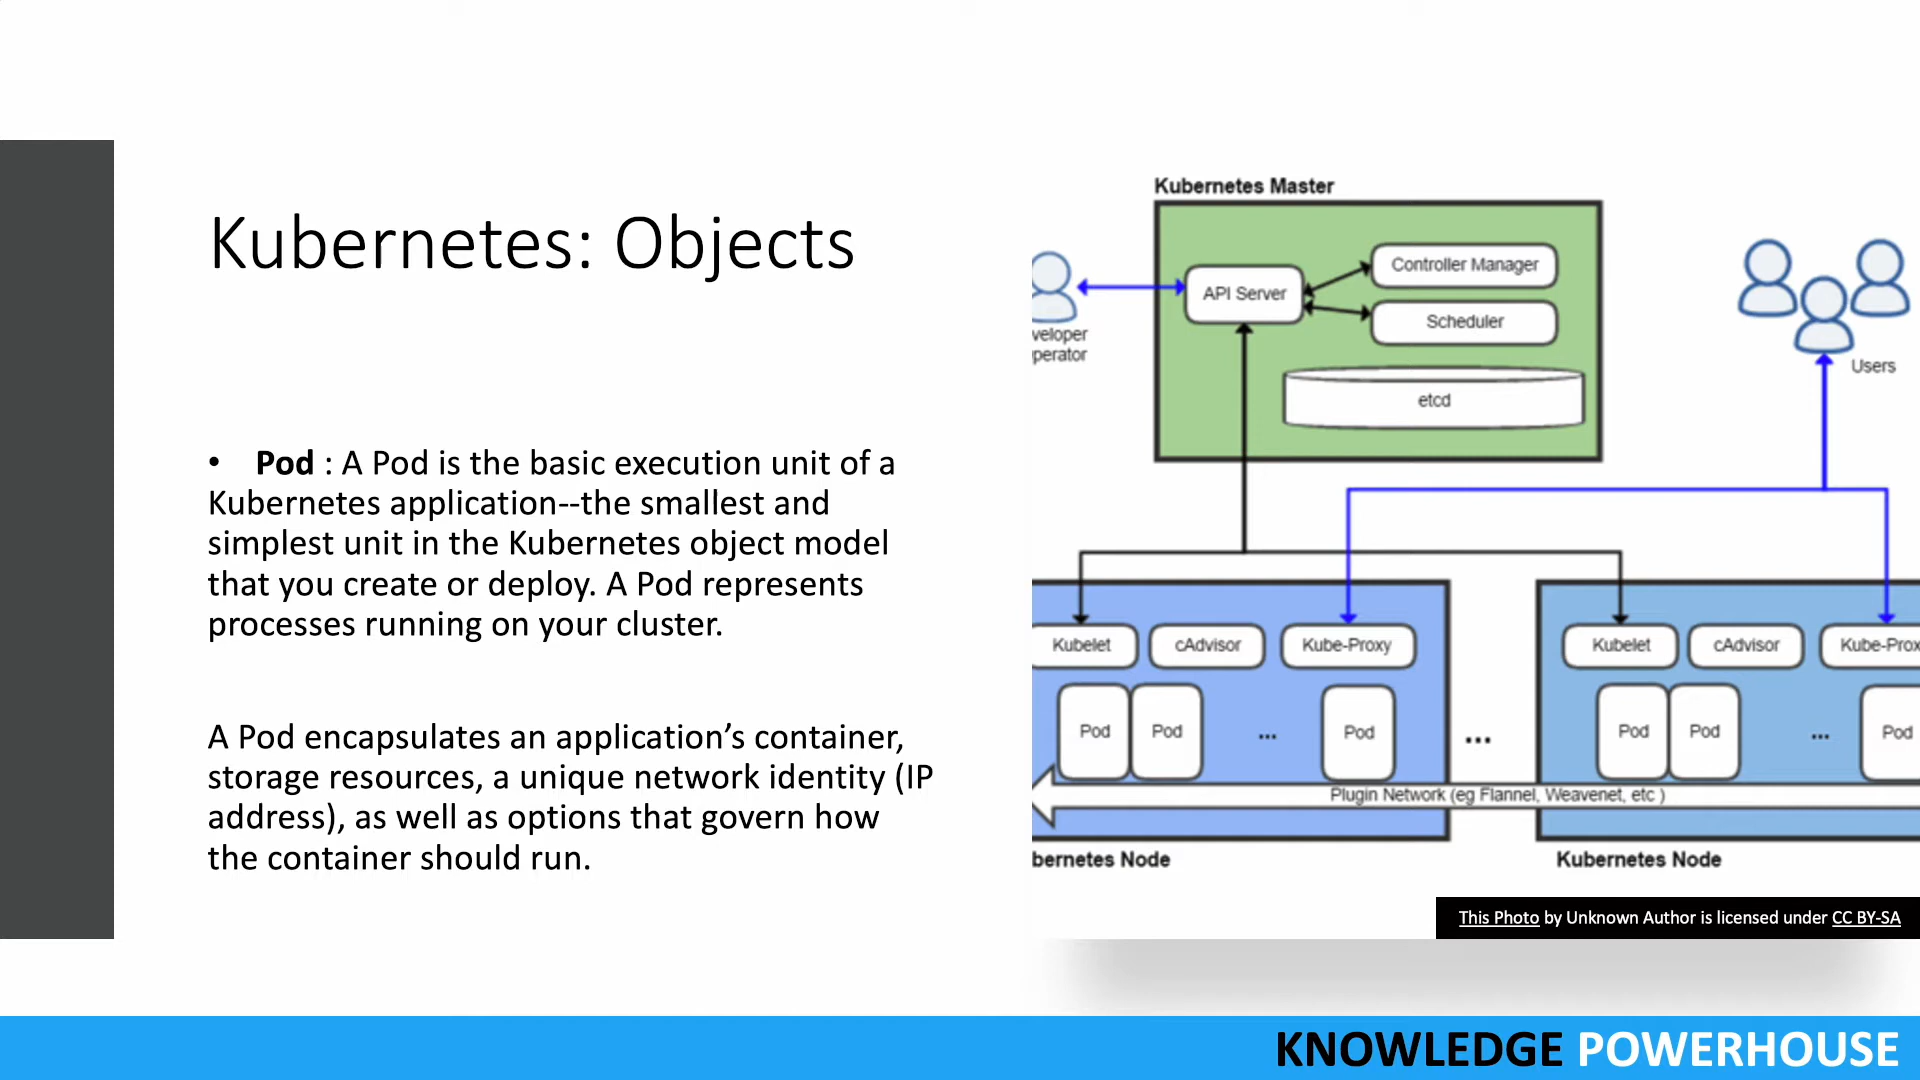 Kubernetes: Objects
• Pod : A Pod is the basic execution unit of a
Kubernetes application--the smallest and
simplest unit in the Kubernetes object model
that you create or deploy. A Pod represents
processes running on your cluster.
A Pod encapsulates an application’s container,
storage resources, a unique network identity (IP
address), as well as options that govern how
the container should run.
Kubernetes Master
API Server
Controller Manager
Scheduler
etcd
veloper
perator
Users
Kubelet
cAdvisor
Kube-Proxy
Pod
Pod
...
Pod
...
Kubelet
cAdvisor
Kube-Prox
Pod
Pod
...
Pod
Plugin Network (eg Flannel, Weavenet, etc )
bernetes Node
Kubernetes Node
This Photo by Unknown Author is licensed under CC BY-SA
KNOWLEDGE POWERHOUSE